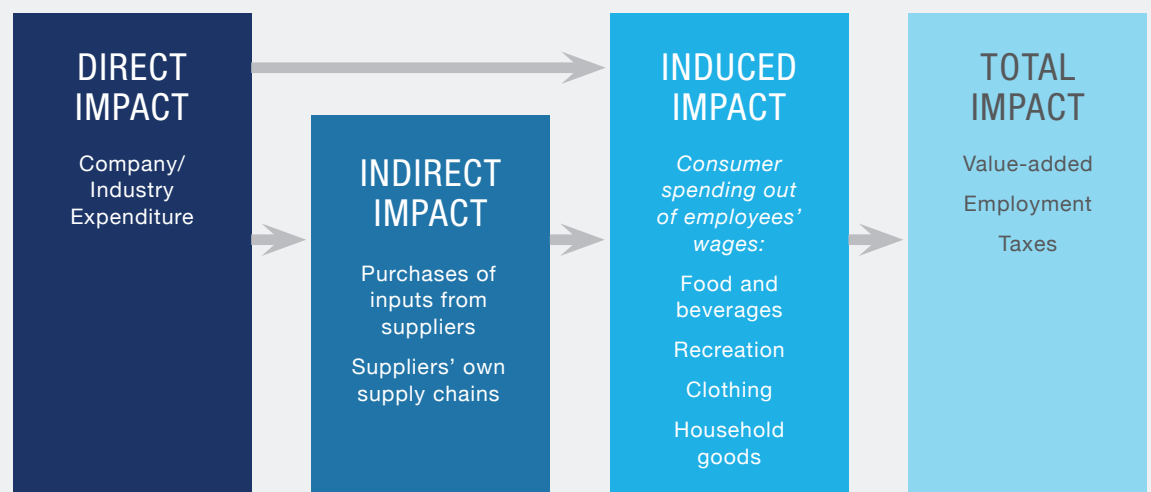 DIRECT
IMPACT
Company/
Industry
Expenditure
INDIRECT
IMPACT
Purchases of
inputs from
suppliers
Suppliers’ own
supply chains
INDUCED
IMPACT
Consumer
spending out
of employees’
wages:
Food and
beverages
Recreation
Clothing
Household
goods
TOTAL
IMPACT
Value-added
Employment
Taxes